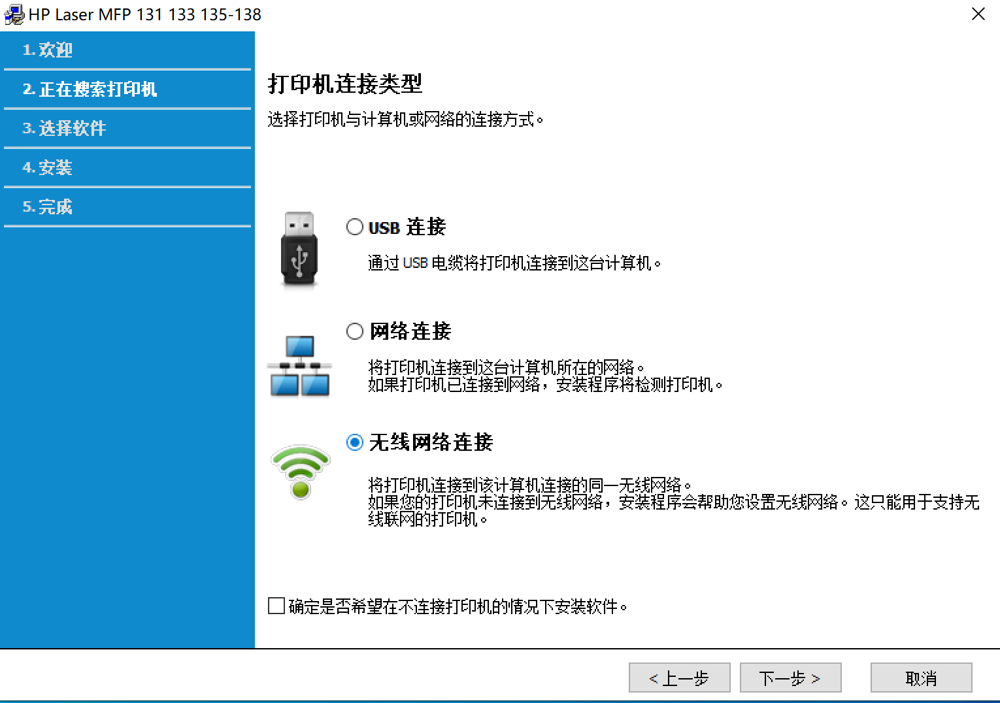 HP Laser MFP 131 133 135-138
1. 欢迎
2. 正在搜索打印机
3. 选择软件
4. 安装
5. 完成
打印机连接类型
选择打印机与计算机或网络的连接方式。
USB 连接
通过 USB 电缆将打印机连接到这台计算机。
网络连接
将打印机连接到这台计算机所在的网络。
如果打印机已连接到网络，安装程序将检测打印机。
无线网络连接
将打印机连接到该计算机连接的同一无线网络。
如果您的打印机未连接到无线网络，安装程序会帮助您设置无线网络。这只能用于支持无
线联网的打印机。
确定是否希望在不连接打印机的情况下安装软件。
< 上一步
下一步 >
取消